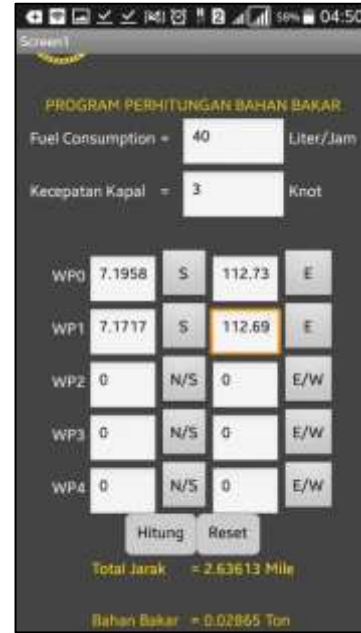 58% 04:50
Screen1
PROGRAM PERHITUNGAN BAHAN BAKAR
Fuel Consumption = 40 Liter/Jam
Kecepatan Kapal = 3 Knot
WP0 7.1958 S 112.73 E
WP1 7.1717 S 112.69 E
WP2 0 N/S 0 E/W
WP3 0 N/S 0 E/W
WP4 0 N/S 0 E/W
Hitung Reset
Total Jarak = 2.63613 Mile
Bahan Bakar = 0.02865 Ton